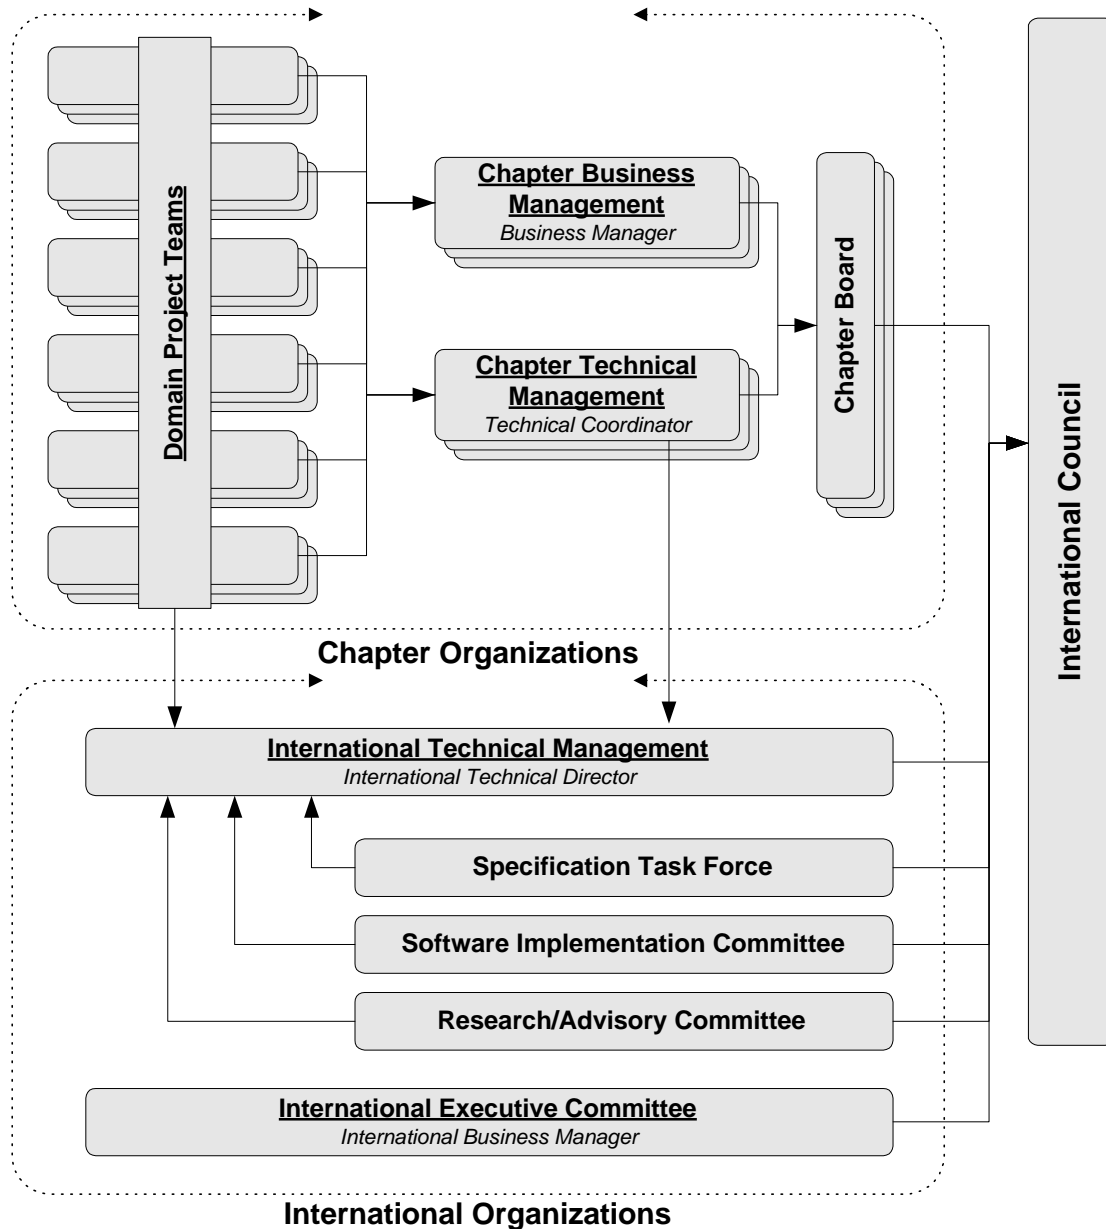 Domain Project Teams
Chapter Business
Management
Business Manager
Chapter Technical
Management
Technical Coordinator
Chapter Board
International Council
Chapter Organizations
International Technical Management
International Technical Director
Specification Task Force
Software Implementation Committee
Research/Advisory Committee
International Executive Committee
International Business Manager
International Organizations